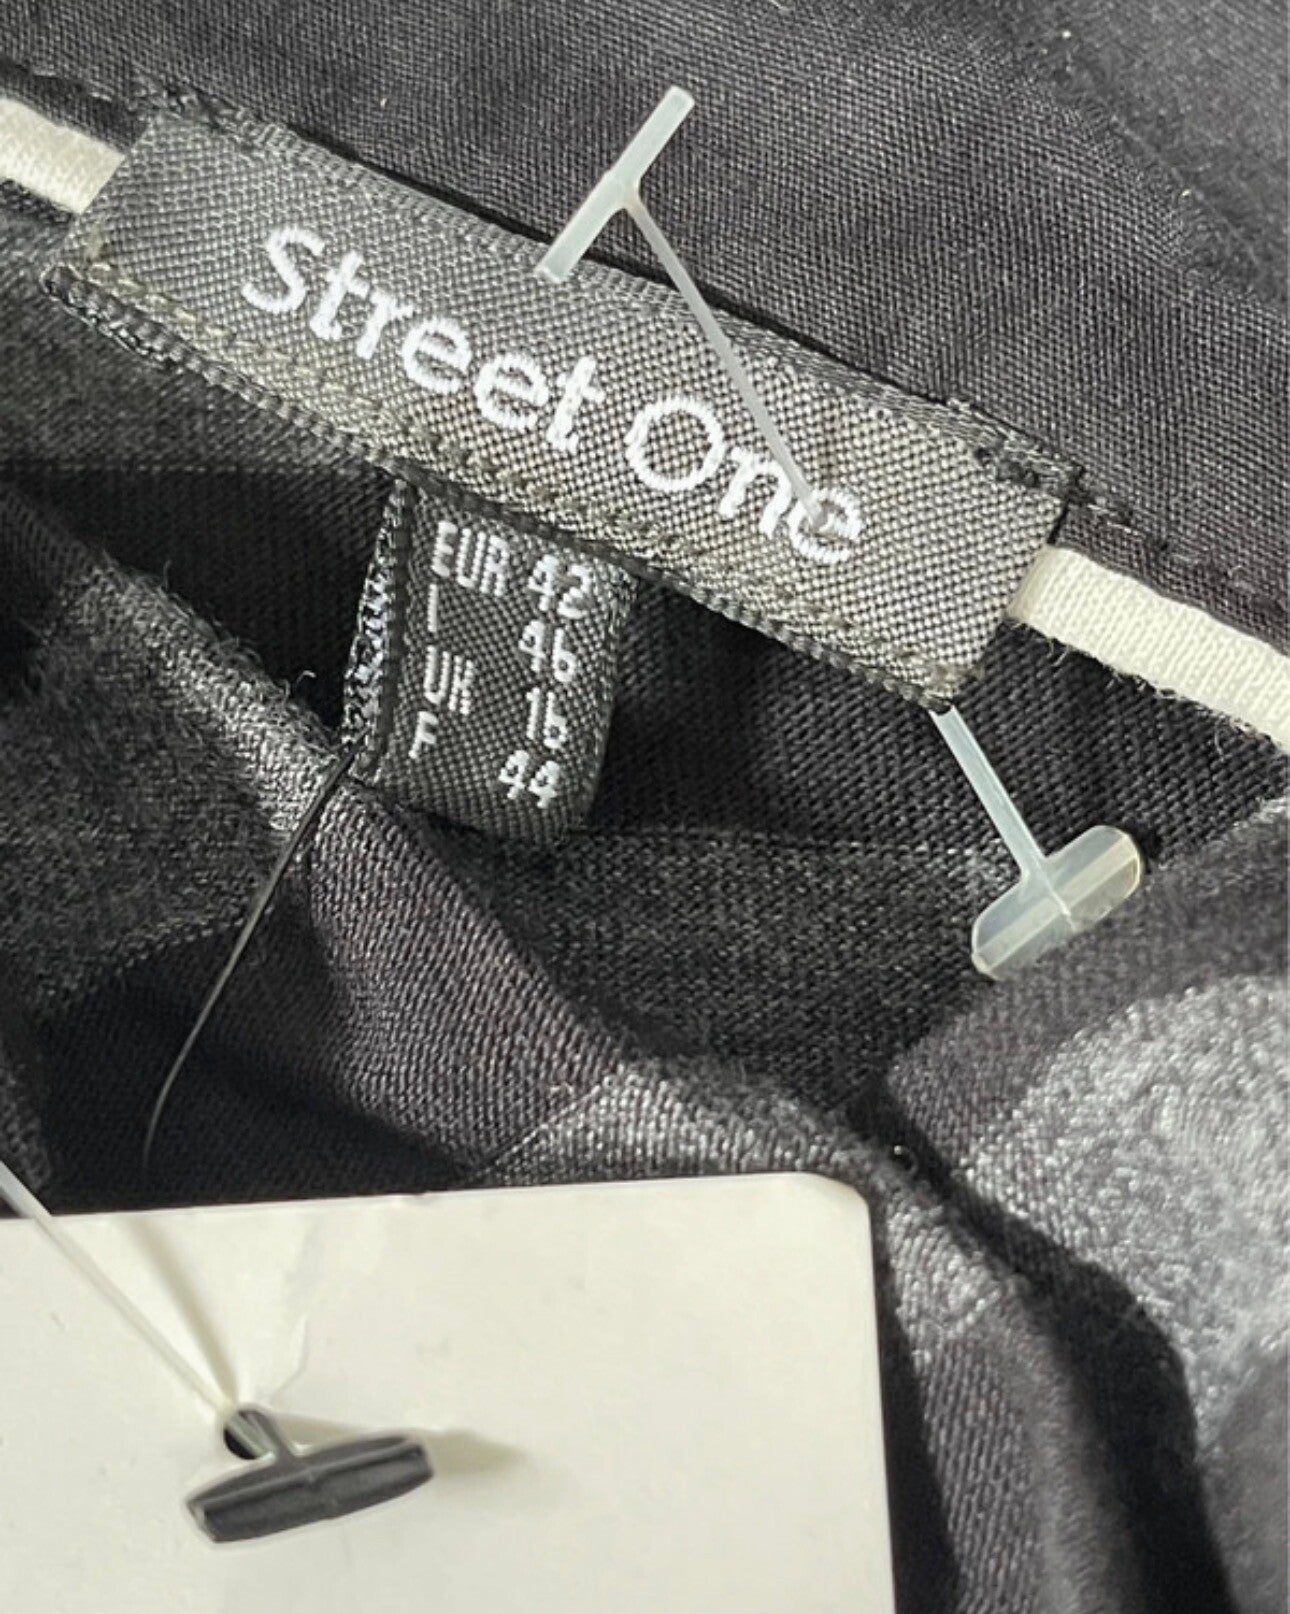 Street One
EUR 42
I 46
UK 16
F 44